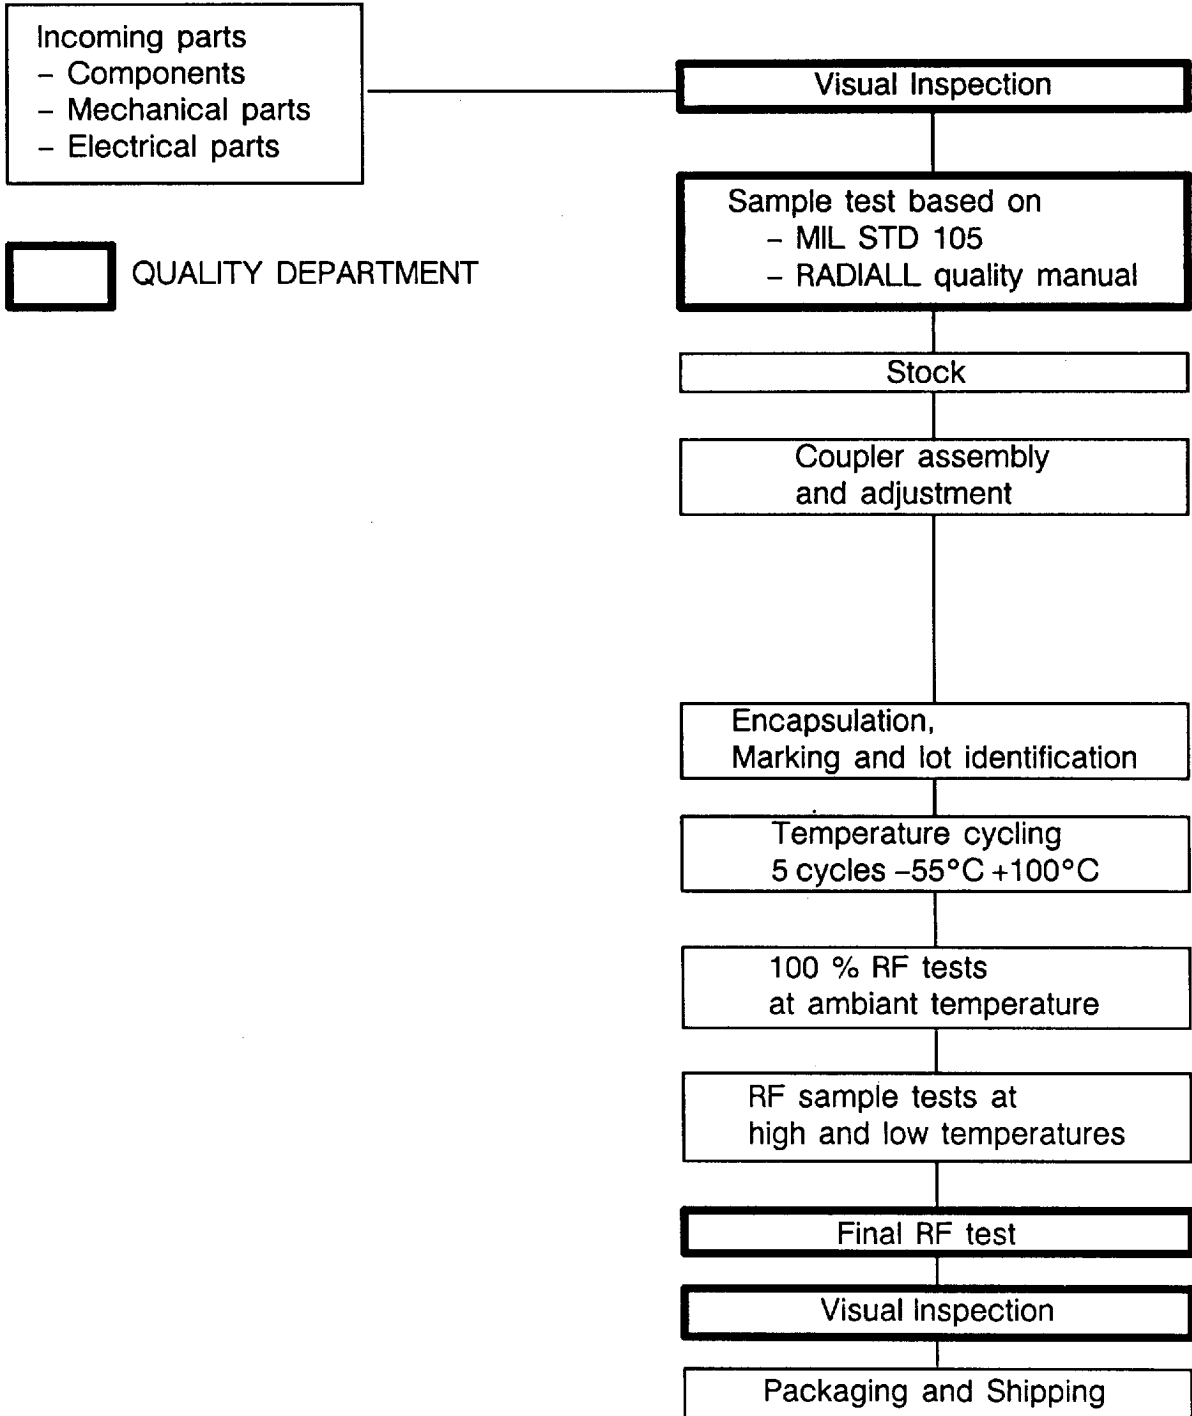 Incoming parts
– Components
– Mechanical parts
– Electrical parts
QUALITY DEPARTMENT
Visual Inspection
Sample test based on
– MIL STD 105
– RADIALL quality manual
Stock
Coupler assembly
and adjustment
Encapsulation,
Marking and lot identification
Temperature cycling
5 cycles –55°C +100°C
100 % RF tests
at ambiant temperature
RF sample tests at
high and low temperatures
Final RF test
Visual Inspection
Packaging and Shipping